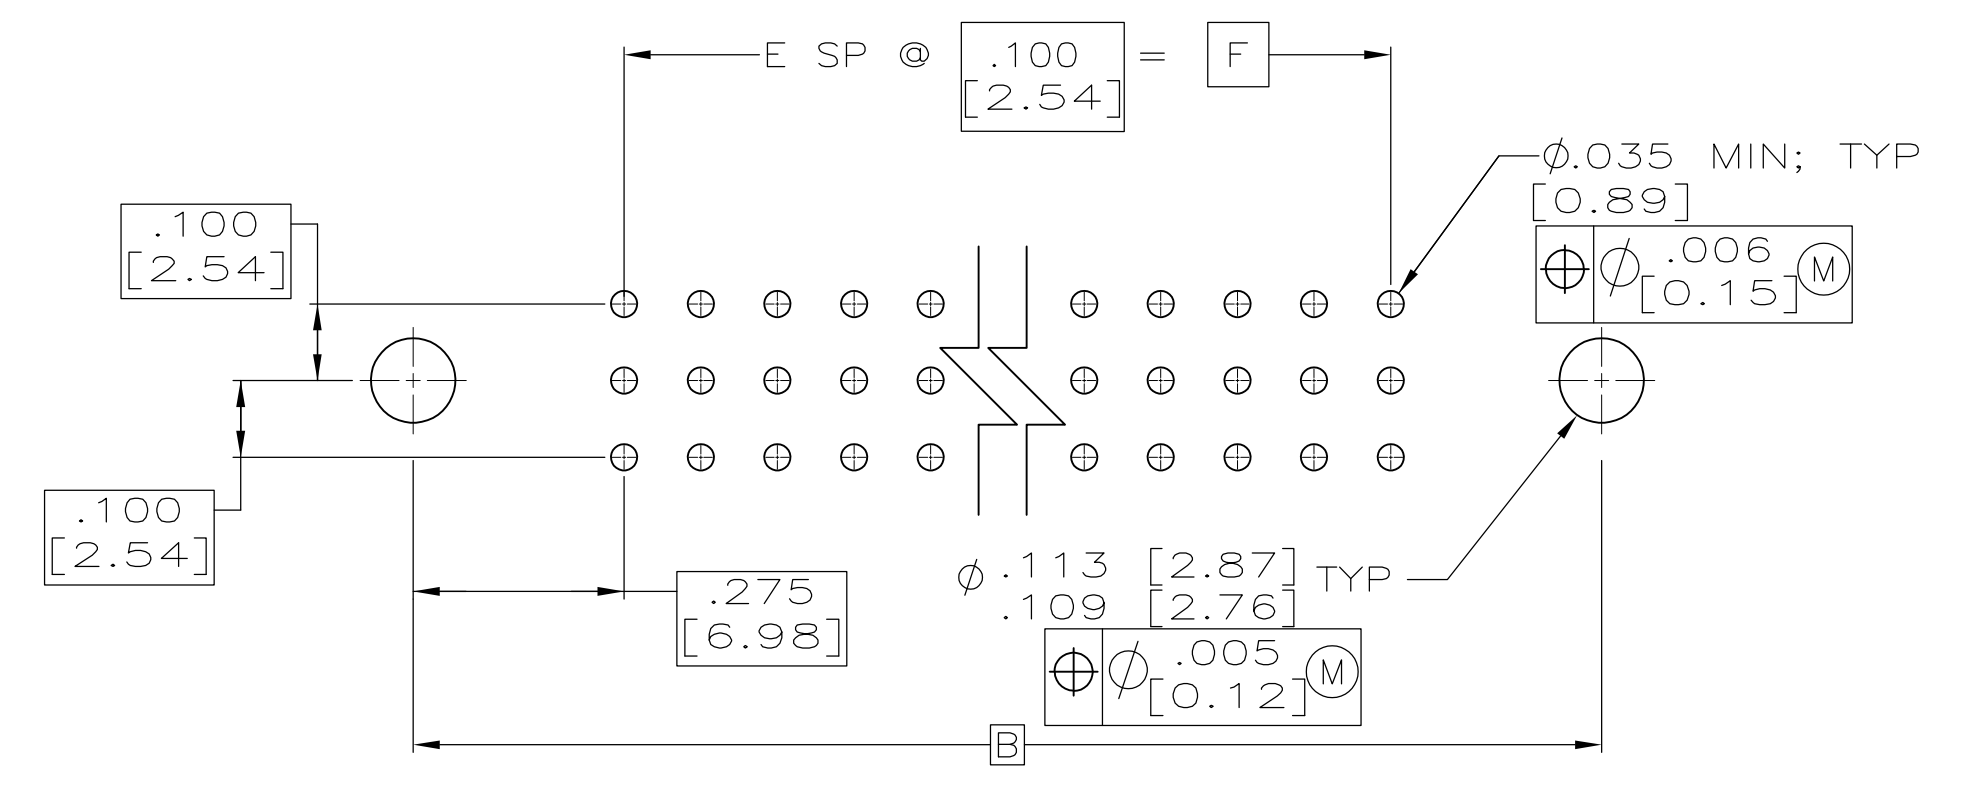 E SP @ .100 = F
[2.54]
⌀.035 MIN; TYP
[0.89]
⌖ ⌀ .006 Ⓜ
[0.15]
.100
[2.54]
.100
[2.54]
.275
[6.98]
⌀ .113 [2.87] TYP
.109 [2.76]
⌖ ⌀ .005 Ⓜ
[0.12]
B